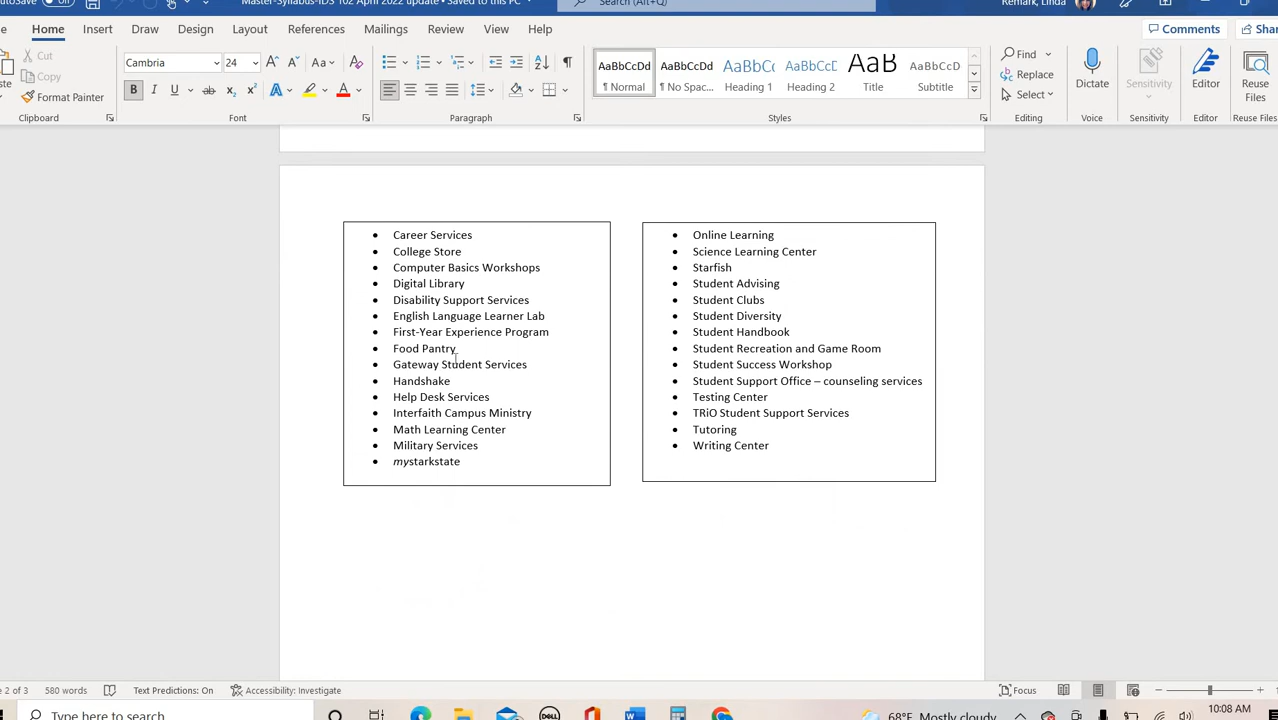 Master-Syllabus-IDS 102 April 2022 update • Saved to this PC
Search (Alt+Q)
Remark, Linda
Home Insert Draw Design Layout References Mailings Review View Help
Comments
Cut
Copy
Format Painter
Clipboard
Cambria 24
Font
Paragraph
AaBbCcDd
¶ Normal
AaBbCcDd
¶ No Spac...
AaBbCc
Heading 1
AaBbCcC
Heading 2
AaB
Title
AaBbCcD
Subtitle
Styles
Find
Replace
Select
Editing
Dictate
Voice
Sensitivity
Sensitivity
Editor
Editor
Reuse
Files
Reuse Files
• Career Services
• College Store
• Computer Basics Workshops
• Digital Library
• Disability Support Services
• English Language Learner Lab
• First-Year Experience Program
• Food Pantry
• Gateway Student Services
• Handshake
• Help Desk Services
• Interfaith Campus Ministry
• Math Learning Center
• Military Services
• mystarkstate
• Online Learning
• Science Learning Center
• Starfish
• Student Advising
• Student Clubs
• Student Diversity
• Student Handbook
• Student Recreation and Game Room
• Student Success Workshop
• Student Support Office – counseling services
• Testing Center
• TRiO Student Support Services
• Tutoring
• Writing Center
2 of 3 580 words Text Predictions: On Accessibility: Investigate Focus
Type here to search
68°F Mostly cloudy
10:08 AM